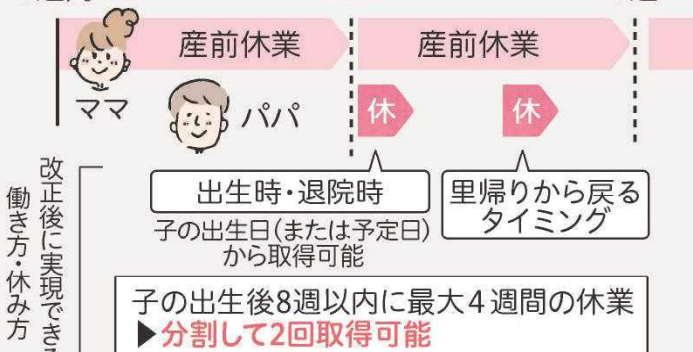 産前休業
産前休業
ママ
パパ
休
休
出生時・退院時
子の出生日(または予定日)
から取得可能
里帰りから戻る
タイミング
改正後に実現できる
働き方・休み方
子の出生後8週以内に最大4週間の休業
▶分割して2回取得可能